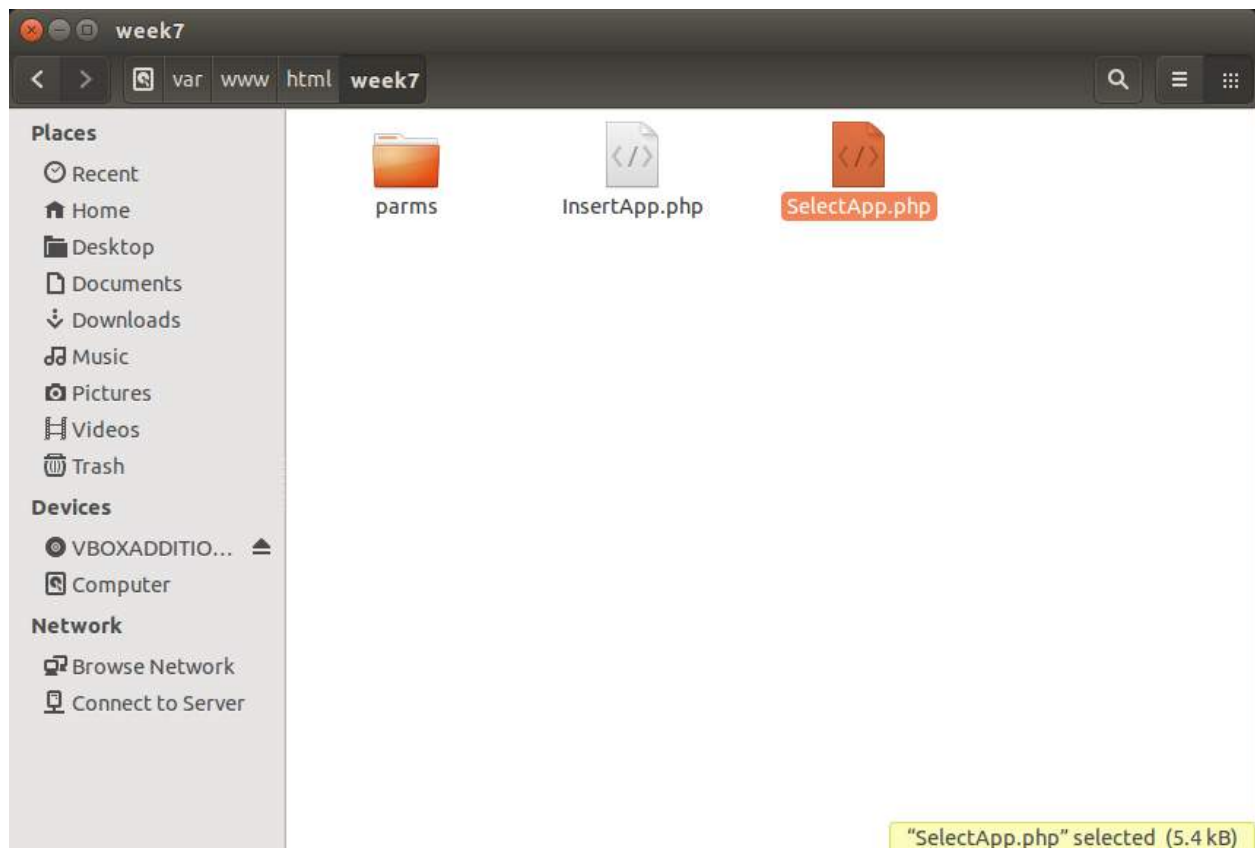 week7
var www html week7
Places
Recent
Home
Desktop
Documents
Downloads
Music
Pictures
Videos
Trash
Devices
VBOXADDITIO...
Computer
Network
Browse Network
Connect to Server
parms InsertApp.php SelectApp.php
"SelectApp.php" selected (5.4 kB)